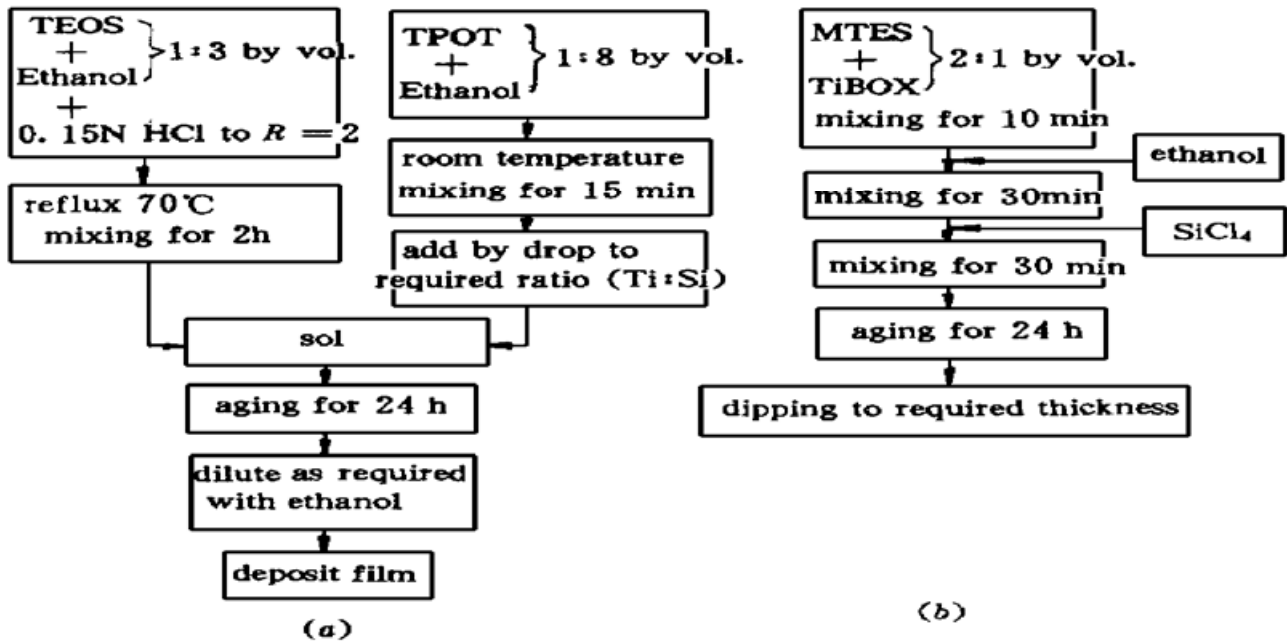 TEOS
+
Ethanol
} 1:3 by vol.
+
0.15N HCl to R = 2
reflux 70℃
mixing for 2h
TPOT
+
Ethanol
} 1:8 by vol.
room temperature
mixing for 15 min
add by drop to
required ratio (Ti:Si)
sol
aging for 24 h
dilute as required
with ethanol
deposit film
(a)
MTES
+
TiBOX
} 2:1 by vol.
mixing for 10 min
ethanol
mixing for 30min
SiCl₄
mixing for 30 min
aging for 24 h
dipping to required thickness
(b)